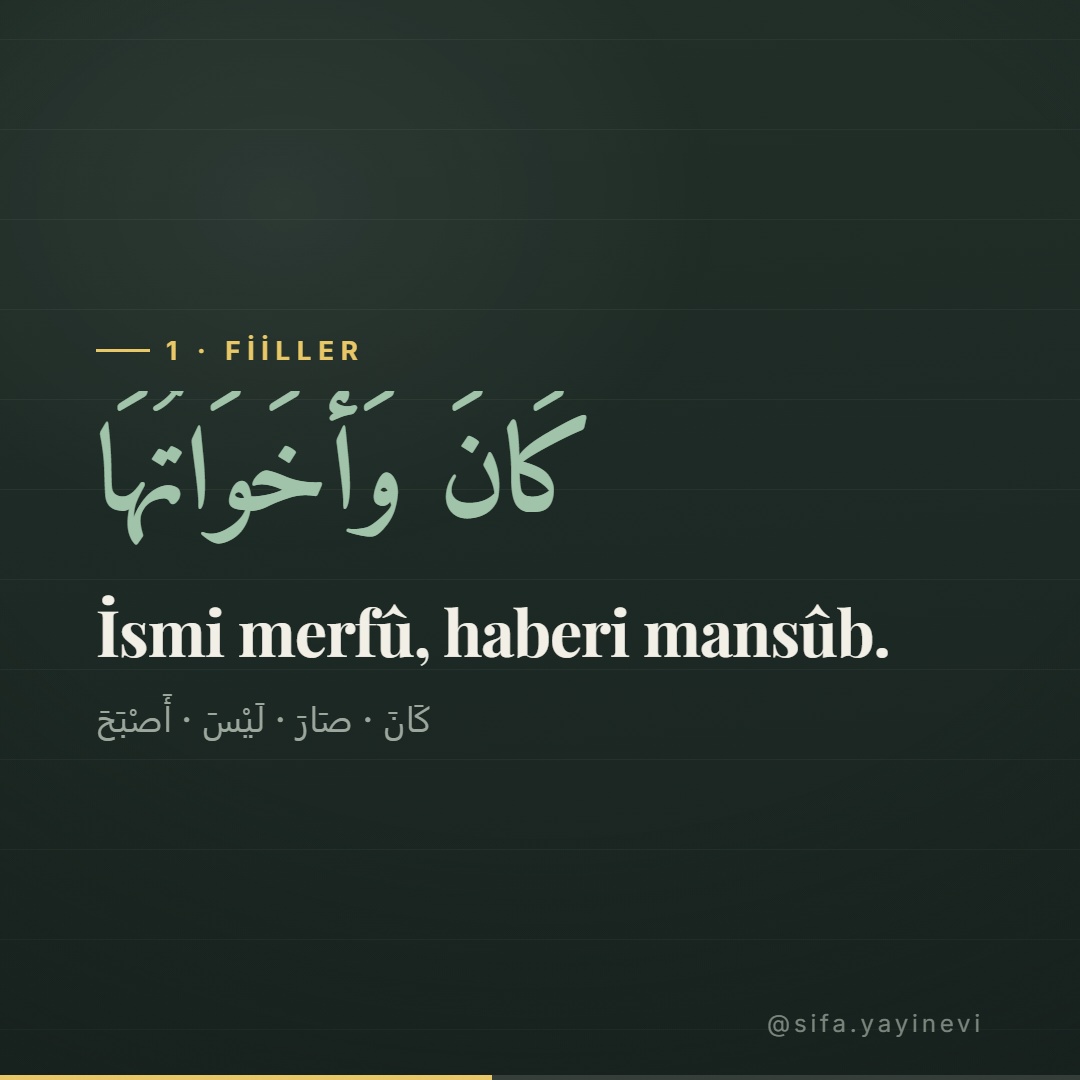 1 · FİİLLER
كَانَ وَأَخَوَاتُهَا
İsmi merfû, haberi mansûb.
كَانَ · صَارَ · لَيْسَ · أَصْبَحَ
@sifa.yayinevi